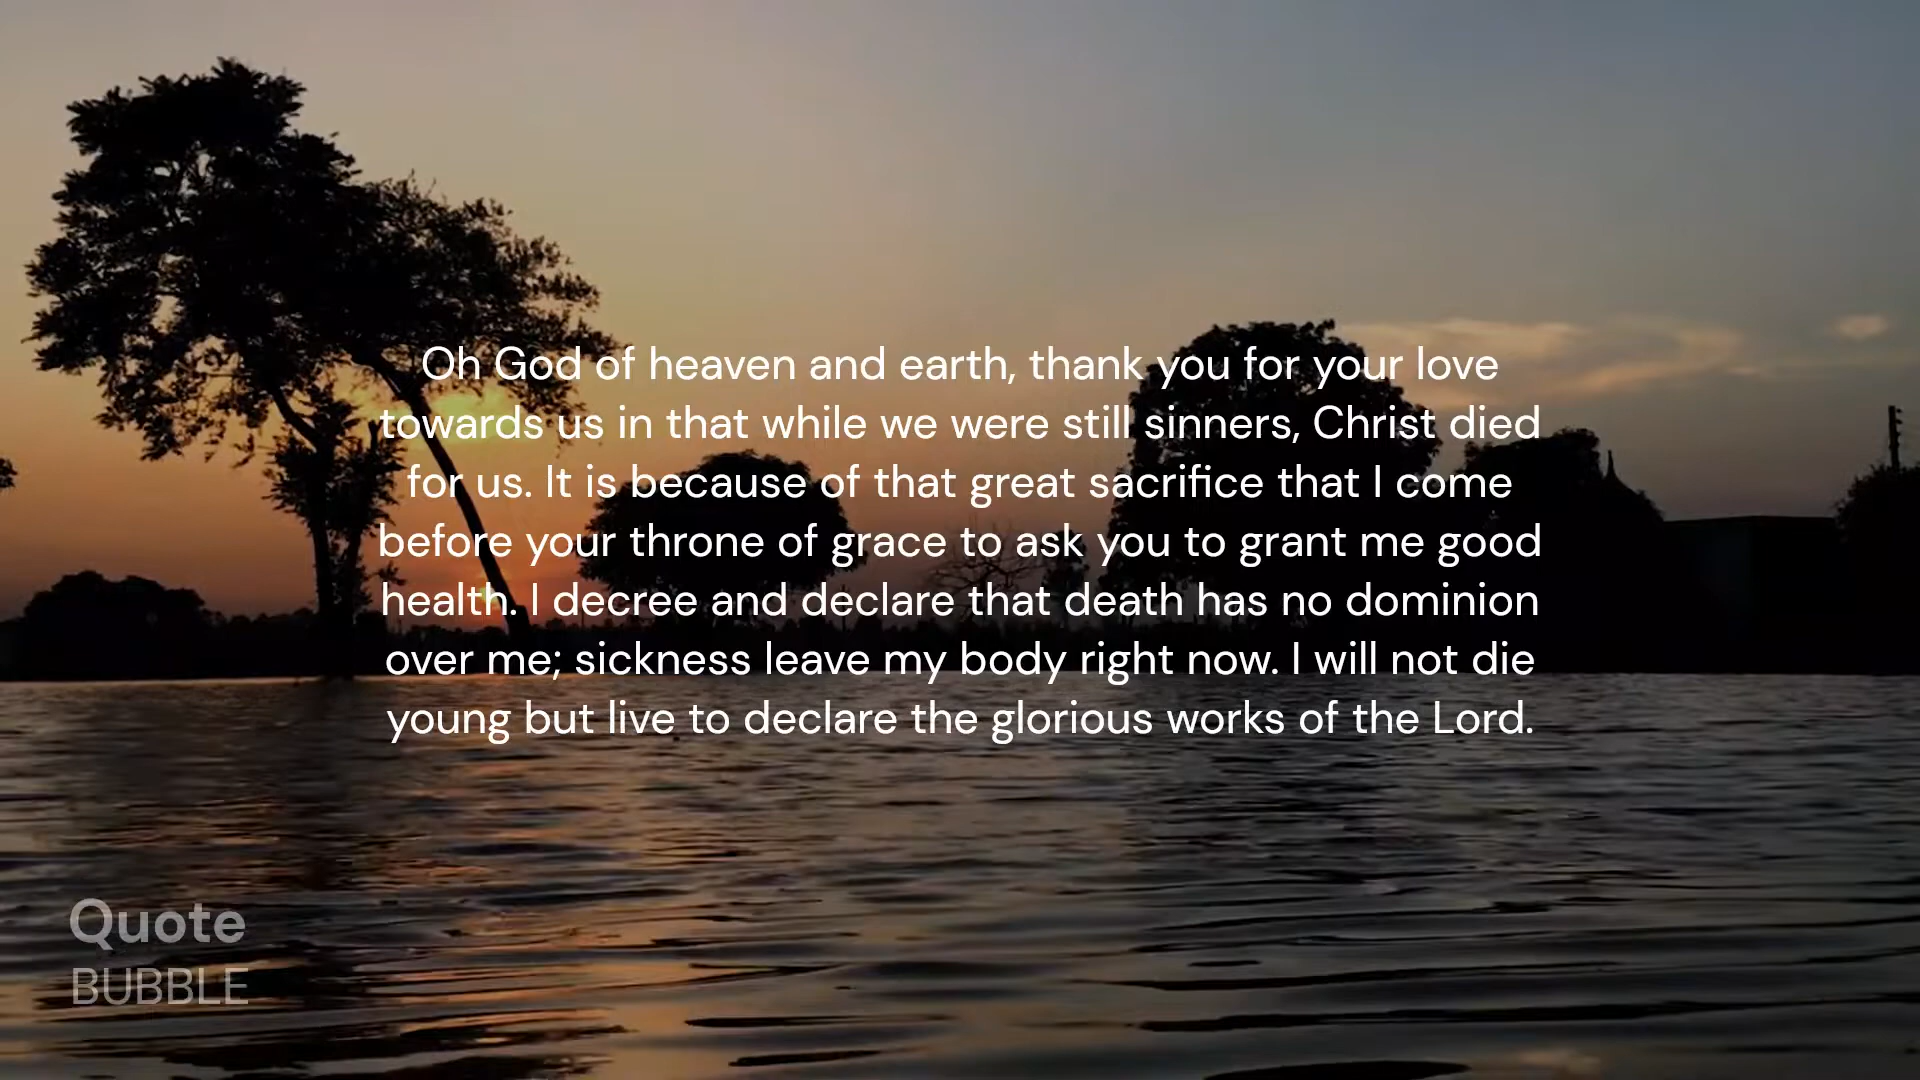 Oh God of heaven and earth, thank you for your love
towards us in that while we were still sinners, Christ died
for us. It is because of that great sacrifice that I come
before your throne of grace to ask you to grant me good
health. I decree and declare that death has no dominion
over me; sickness leave my body right now. I will not die
young but live to declare the glorious works of the Lord.
Quote
BUBBLE